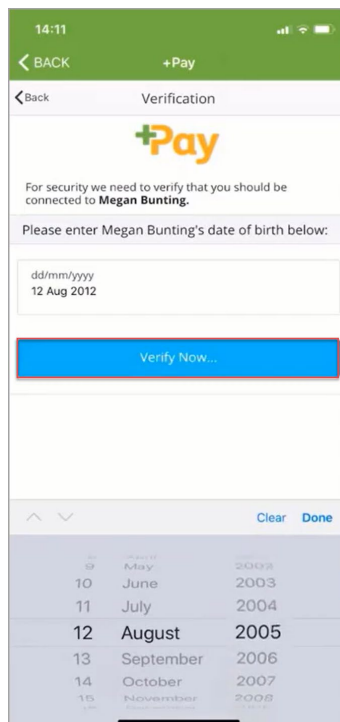 14:11
BACK
+Pay
Back
Verification
+Pay
For security we need to verify that you should be
connected to Megan Bunting.
Please enter Megan Bunting's date of birth below:
dd/mm/yyyy
12 Aug 2012
Verify Now...
Clear Done
9 May 2002
10 June 2003
11 July 2004
12 August 2005
13 September 2006
14 October 2007
15 November 2008